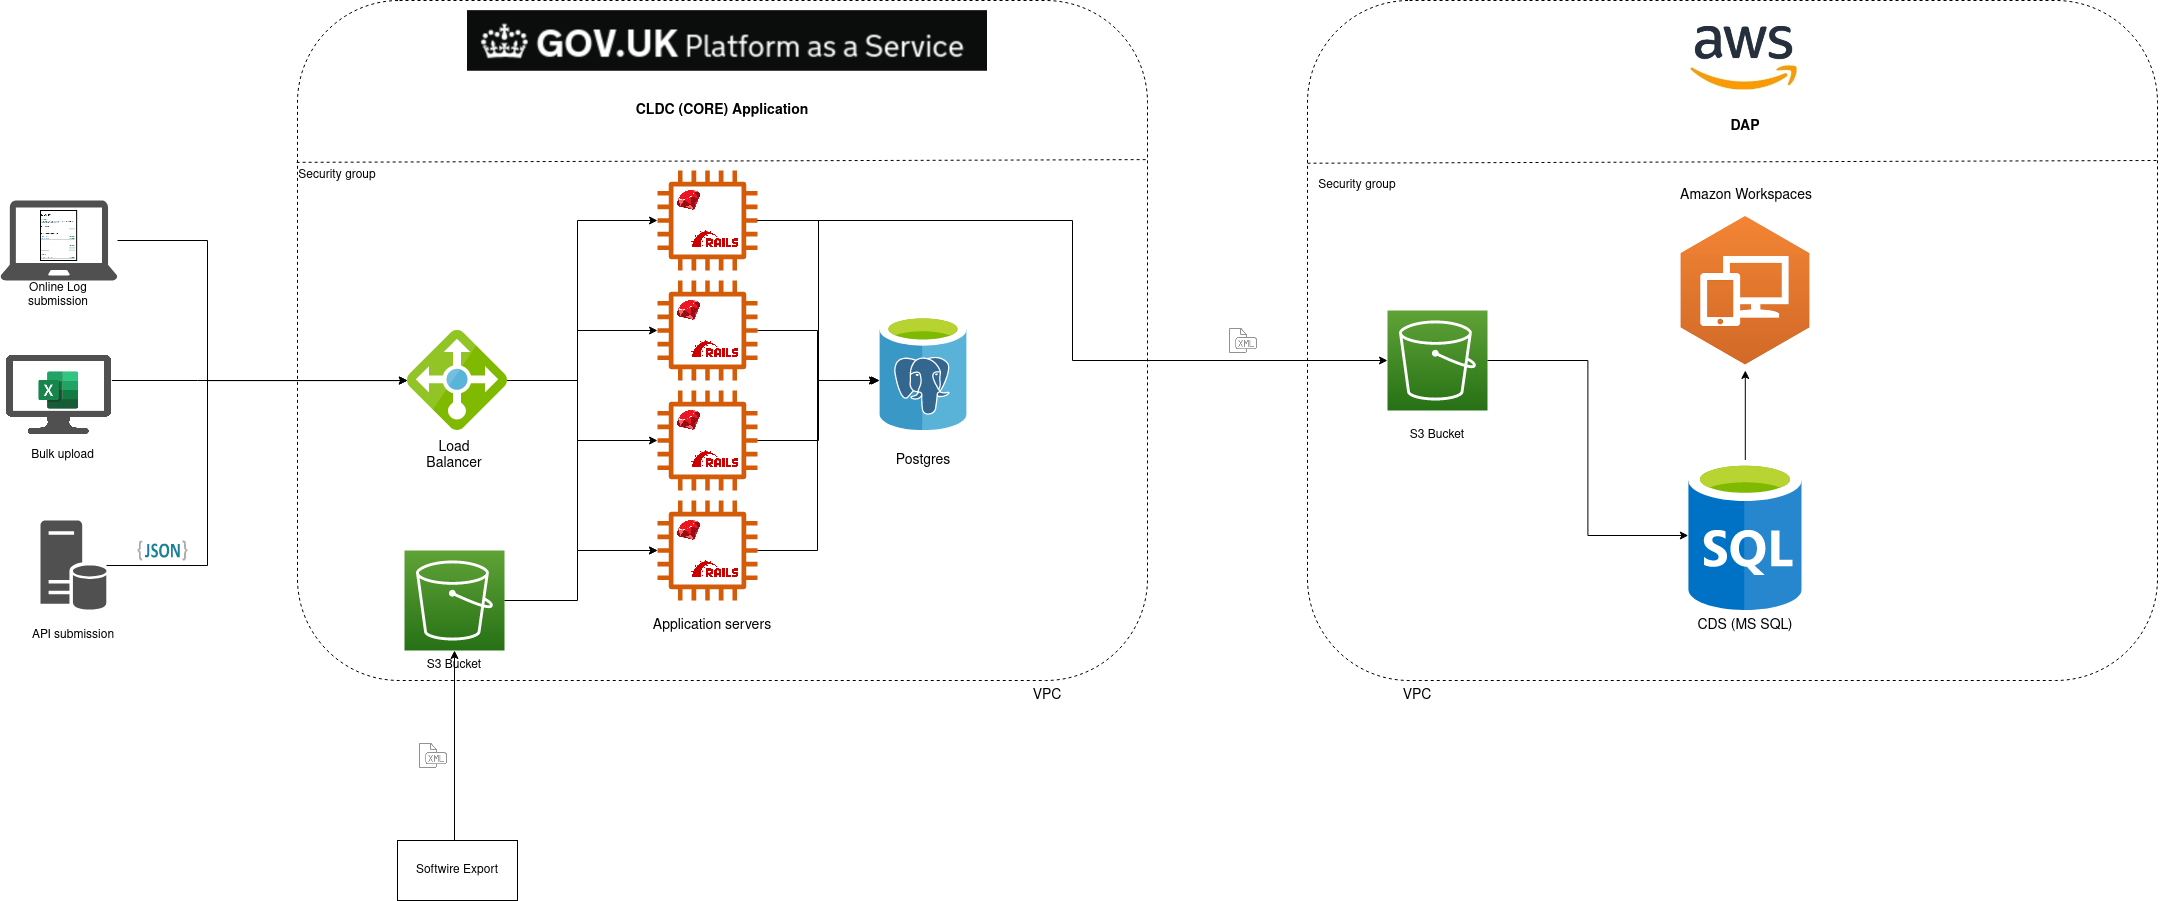 GOV.UK Platform as a Service
CLDC (CORE) Application
Security group
Online Log
submission
Bulk upload
{JSON}
API submission
Load
Balancer
S3 Bucket
RAILS
RAILS
RAILS
RAILS
Application servers
Postgres
VPC
XML
Softwire Export
XML
aws
DAP
Security group
Amazon Workspaces
S3 Bucket
SQL
CDS (MS SQL)
VPC
X